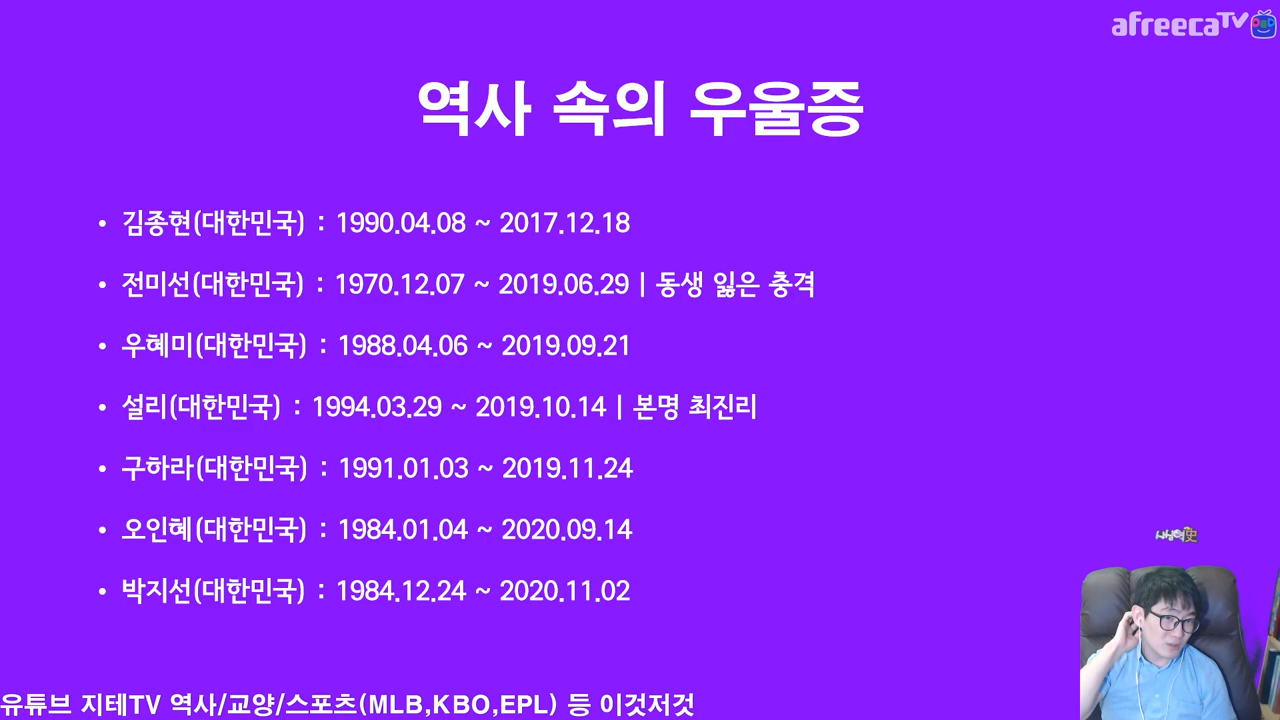 afreecaTV
역사 속의 우울증
• 김종현(대한민국) : 1990.04.08 ~ 2017.12.18
• 전미선(대한민국) : 1970.12.07 ~ 2019.06.29 | 동생 잃은 충격
• 우혜미(대한민국) : 1988.04.06 ~ 2019.09.21
• 설리(대한민국) : 1994.03.29 ~ 2019.10.14 | 본명 최진리
• 구하라(대한민국) : 1991.01.03 ~ 2019.11.24
• 오인혜(대한민국) : 1984.01.04 ~ 2020.09.14
• 박지선(대한민국) : 1984.12.24 ~ 2020.11.02
유튜브 지테TV 역사/교양/스포츠(MLB,KBO,EPL) 등 이것저것